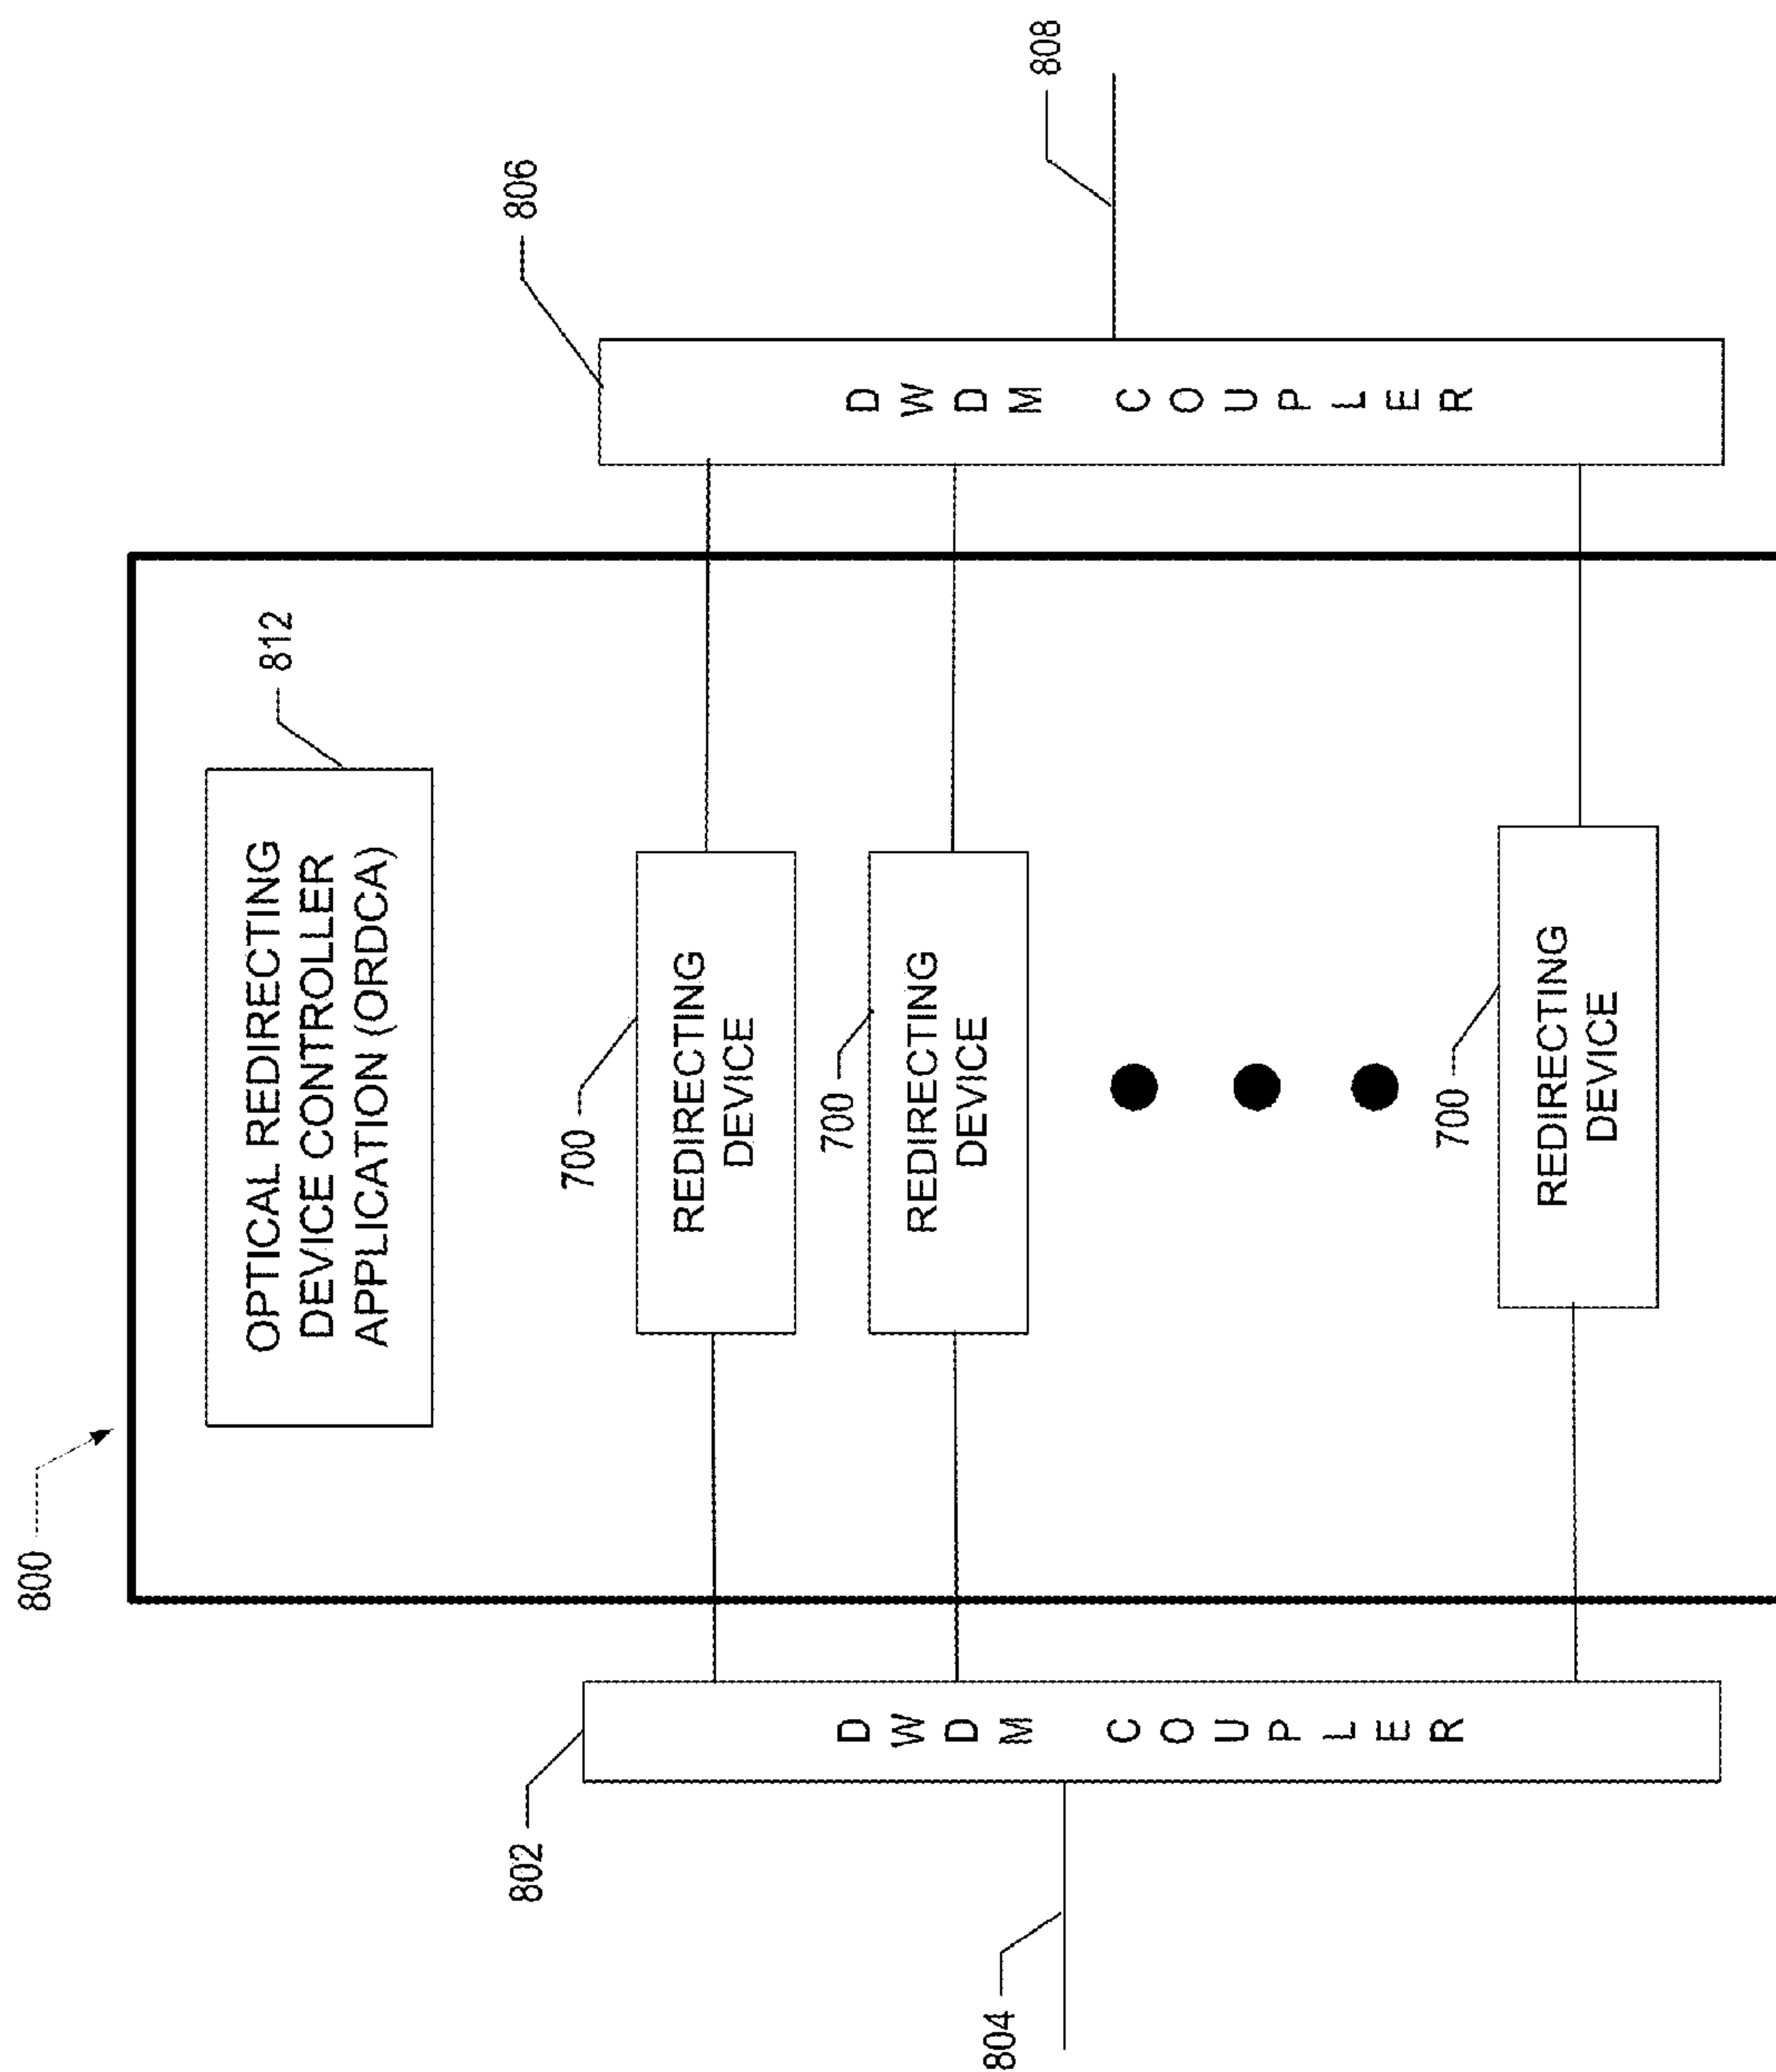 800
OPTICAL REDIRECTING
DEVICE CONTROLLER
APPLICATION (ORDCA)
812
802
806
700
REDIRECTING
DEVICE
700
REDIRECTING
DEVICE
700
REDIRECTING
DEVICE
DWDM COUPLER
DWDM COUPLER
804
808